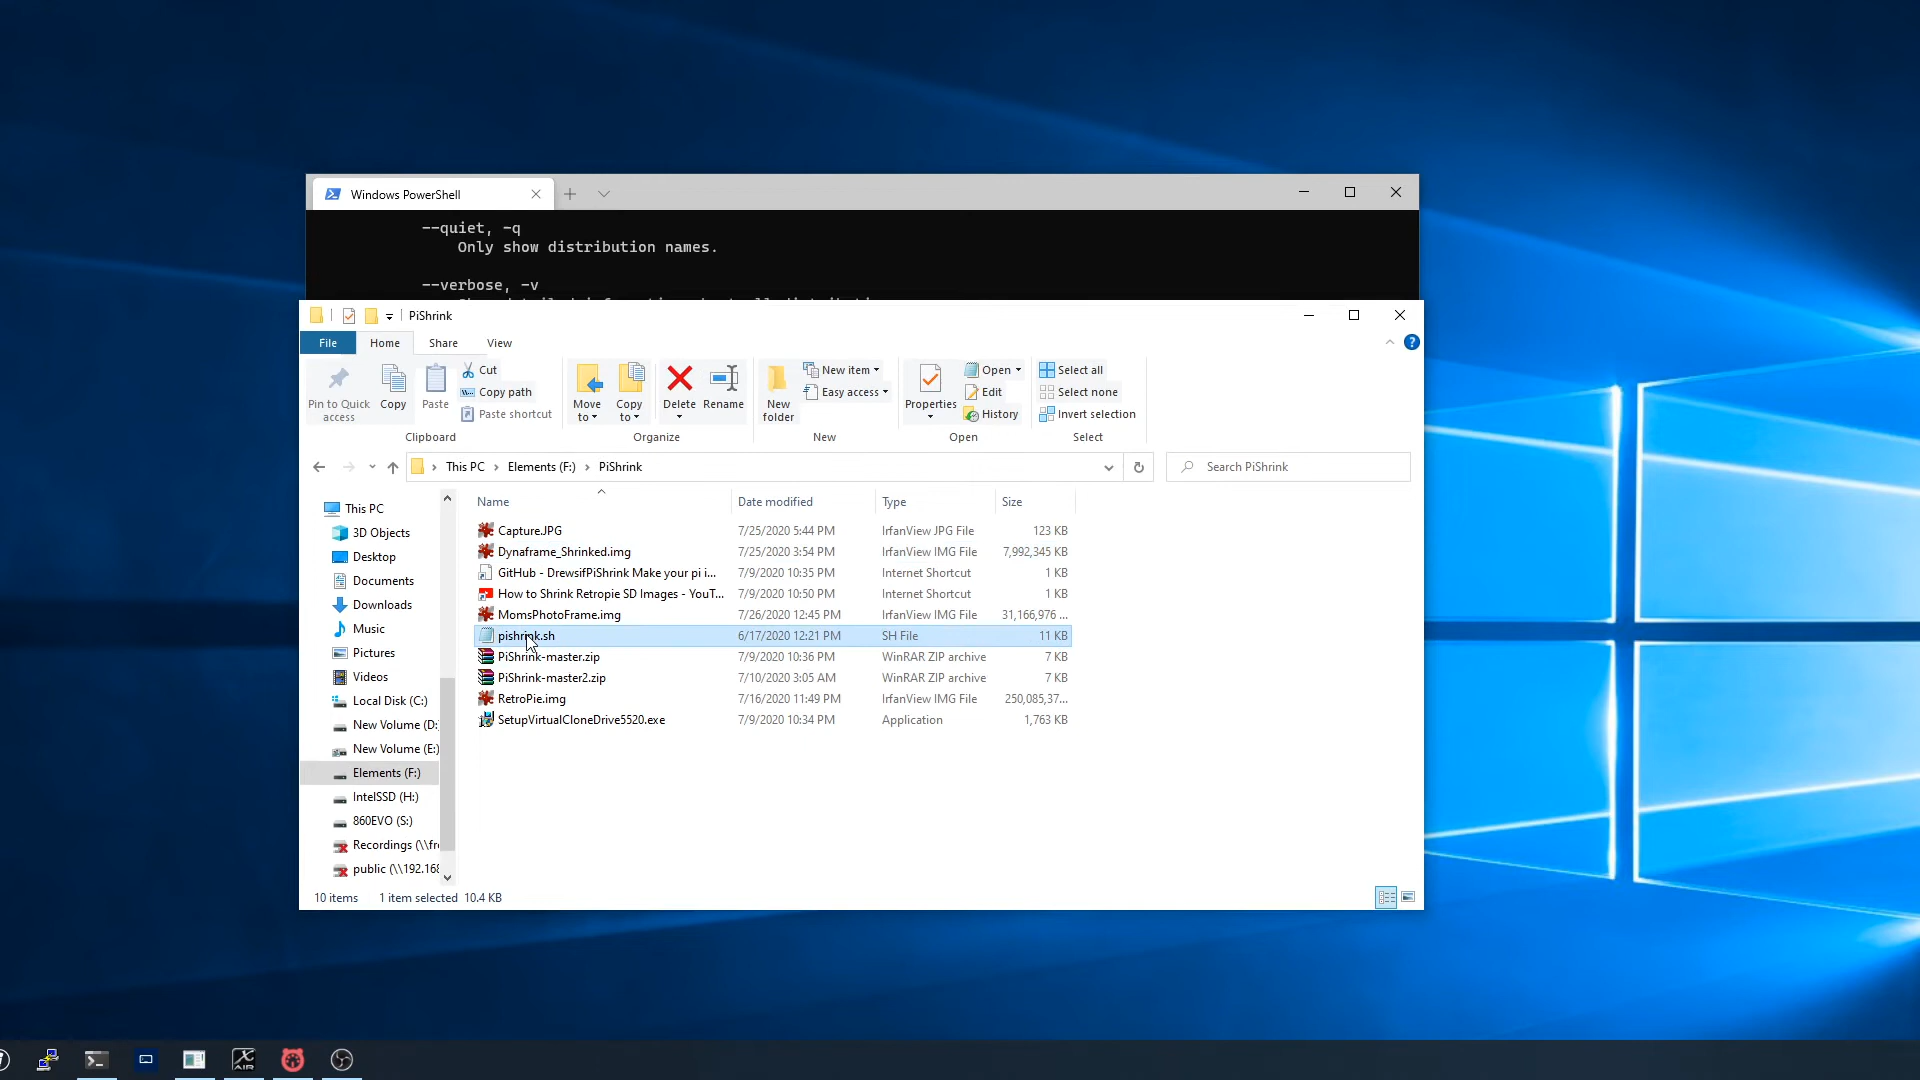 Windows PowerShell
--quiet, -q
Only show distribution names.
--verbose, -v
PiShrink
File Home Share View
Pin to Quick access
Copy
Paste
Cut
Copy path
Paste shortcut
Clipboard
Move to
Copy to
Delete
Rename
Organize
New folder
New item
Easy access
New
Properties
Open
Edit
History
Open
Select all
Select none
Invert selection
Select
This PC › Elements (F:) › PiShrink
Search PiShrink
This PC
3D Objects
Desktop
Documents
Downloads
Music
Pictures
Videos
Local Disk (C:)
New Volume (D:
New Volume (E:)
Elements (F:)
IntelSSD (H:)
860EVO (S:)
Recordings (\\fr
public (\\192.168
Name Date modified Type Size
Capture.JPG 7/25/2020 5:44 PM IrfanView JPG File 123 KB
Dynaframe_Shrinked.img 7/25/2020 3:54 PM IrfanView IMG File 7,992,345 KB
GitHub - DrewsifPiShrink Make your pi i... 7/9/2020 10:35 PM Internet Shortcut 1 KB
How to Shrink Retropie SD Images - YouT... 7/9/2020 10:50 PM Internet Shortcut 1 KB
MomsPhotoFrame.img 7/26/2020 12:45 PM IrfanView IMG File 31,166,976 ...
pishrink.sh 6/17/2020 12:21 PM SH File 11 KB
PiShrink-master.zip 7/9/2020 10:36 PM WinRAR ZIP archive 7 KB
PiShrink-master2.zip 7/10/2020 3:05 AM WinRAR ZIP archive 7 KB
RetroPie.img 7/16/2020 11:49 PM IrfanView IMG File 250,085,37...
SetupVirtualCloneDrive5520.exe 7/9/2020 10:34 PM Application 1,763 KB
10 items 1 item selected 10.4 KB
X AIR